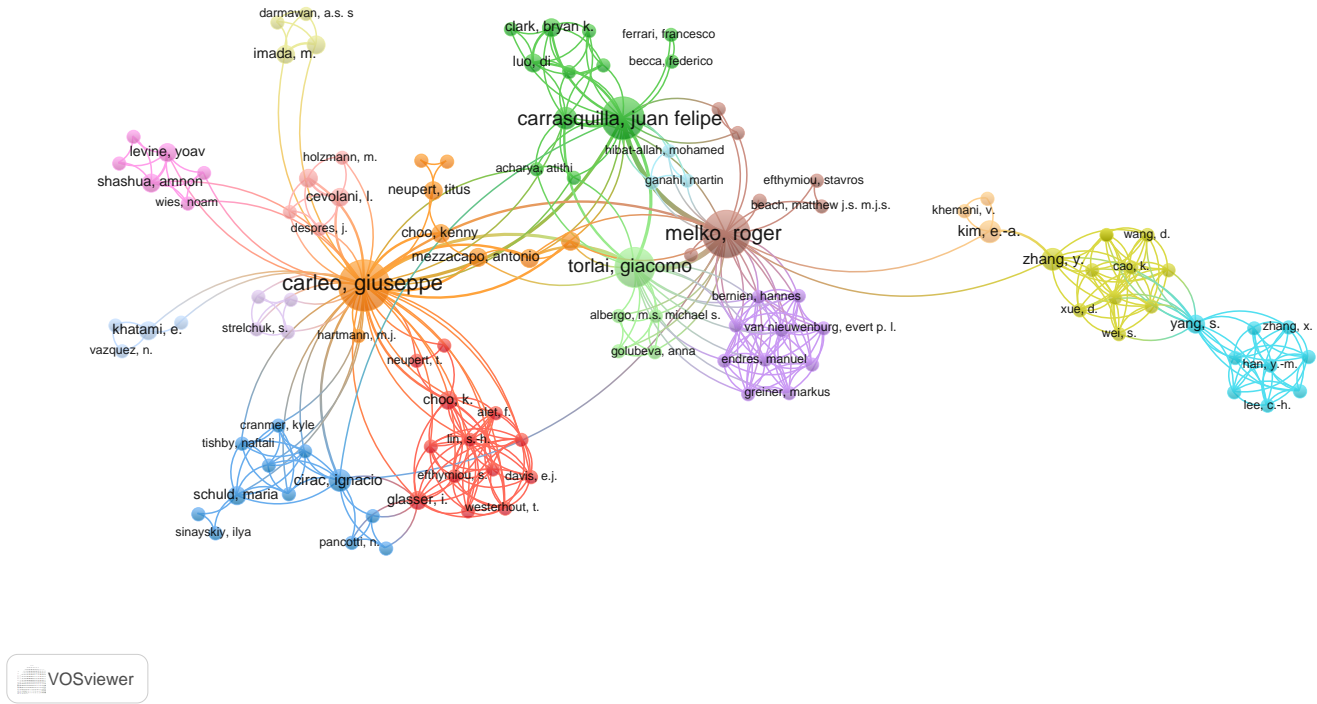 darmawan, a.s. s
imada, m.
clark, bryan k.
luo, di
ferrari, francesco
becca, federico
carrasquilla, juan felipe
levine, yoav
shashua, amnon
wies, noam
holzmann, m.
cevolani, l.
despres, j.
neupert, titus
choo, kenny
mezzacapo, antonio
acharya, atithi
hibat-allah, mohamed
ganahl, martin
efthymiou, stavros
beach, matthew j.s. m.j.s.
melko, roger
torlai, giacomo
khemani, v.
kim, e.-a.
zhang, y.
wang, d.
cao, k.
xue, d.
wei, s.
yang, s.
zhang, x.
han, y.-m.
lee, c.-h.
carleo, giuseppe
khatami, e.
vazquez, n.
strelchuk, s.
hartmann, m.j.
neupert, t.
albergo, m.s. michael s.
golubeva, anna
bernien, hannes
van nieuwenburg, evert p. l.
endres, manuel
greiner, markus
choo, k.
alet, f.
lin, s.-h.
efthymiou, s.
davis, e.j.
glasser, i.
westerhout, t.
cranmer, kyle
tishby, naftali
cirac, ignacio
schuld, maria
sinayskiy, ilya
pancotti, n.
VOSviewer